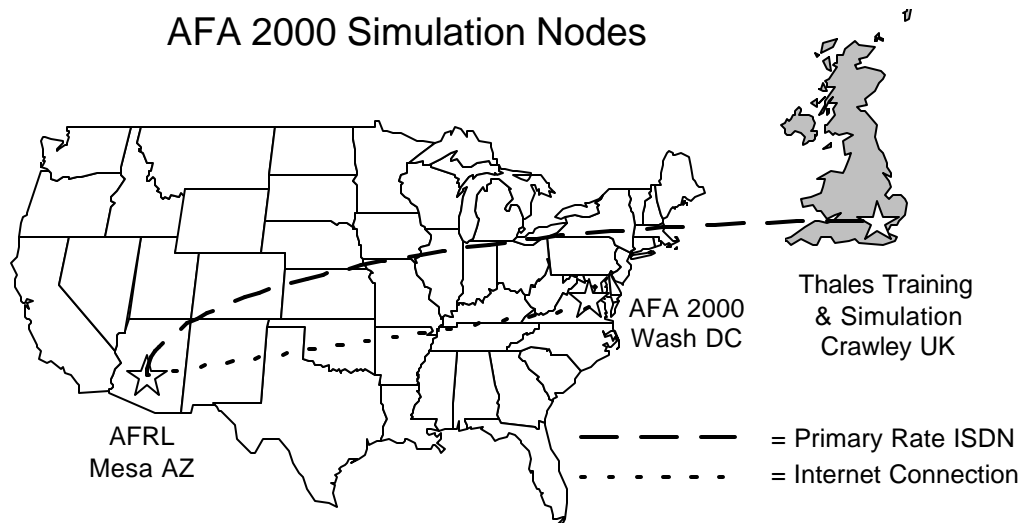 AFA 2000 Simulation Nodes
AFA 2000
Wash DC
Thales Training
& Simulation
Crawley UK
AFRL
Mesa AZ
= Primary Rate ISDN
= Internet Connection